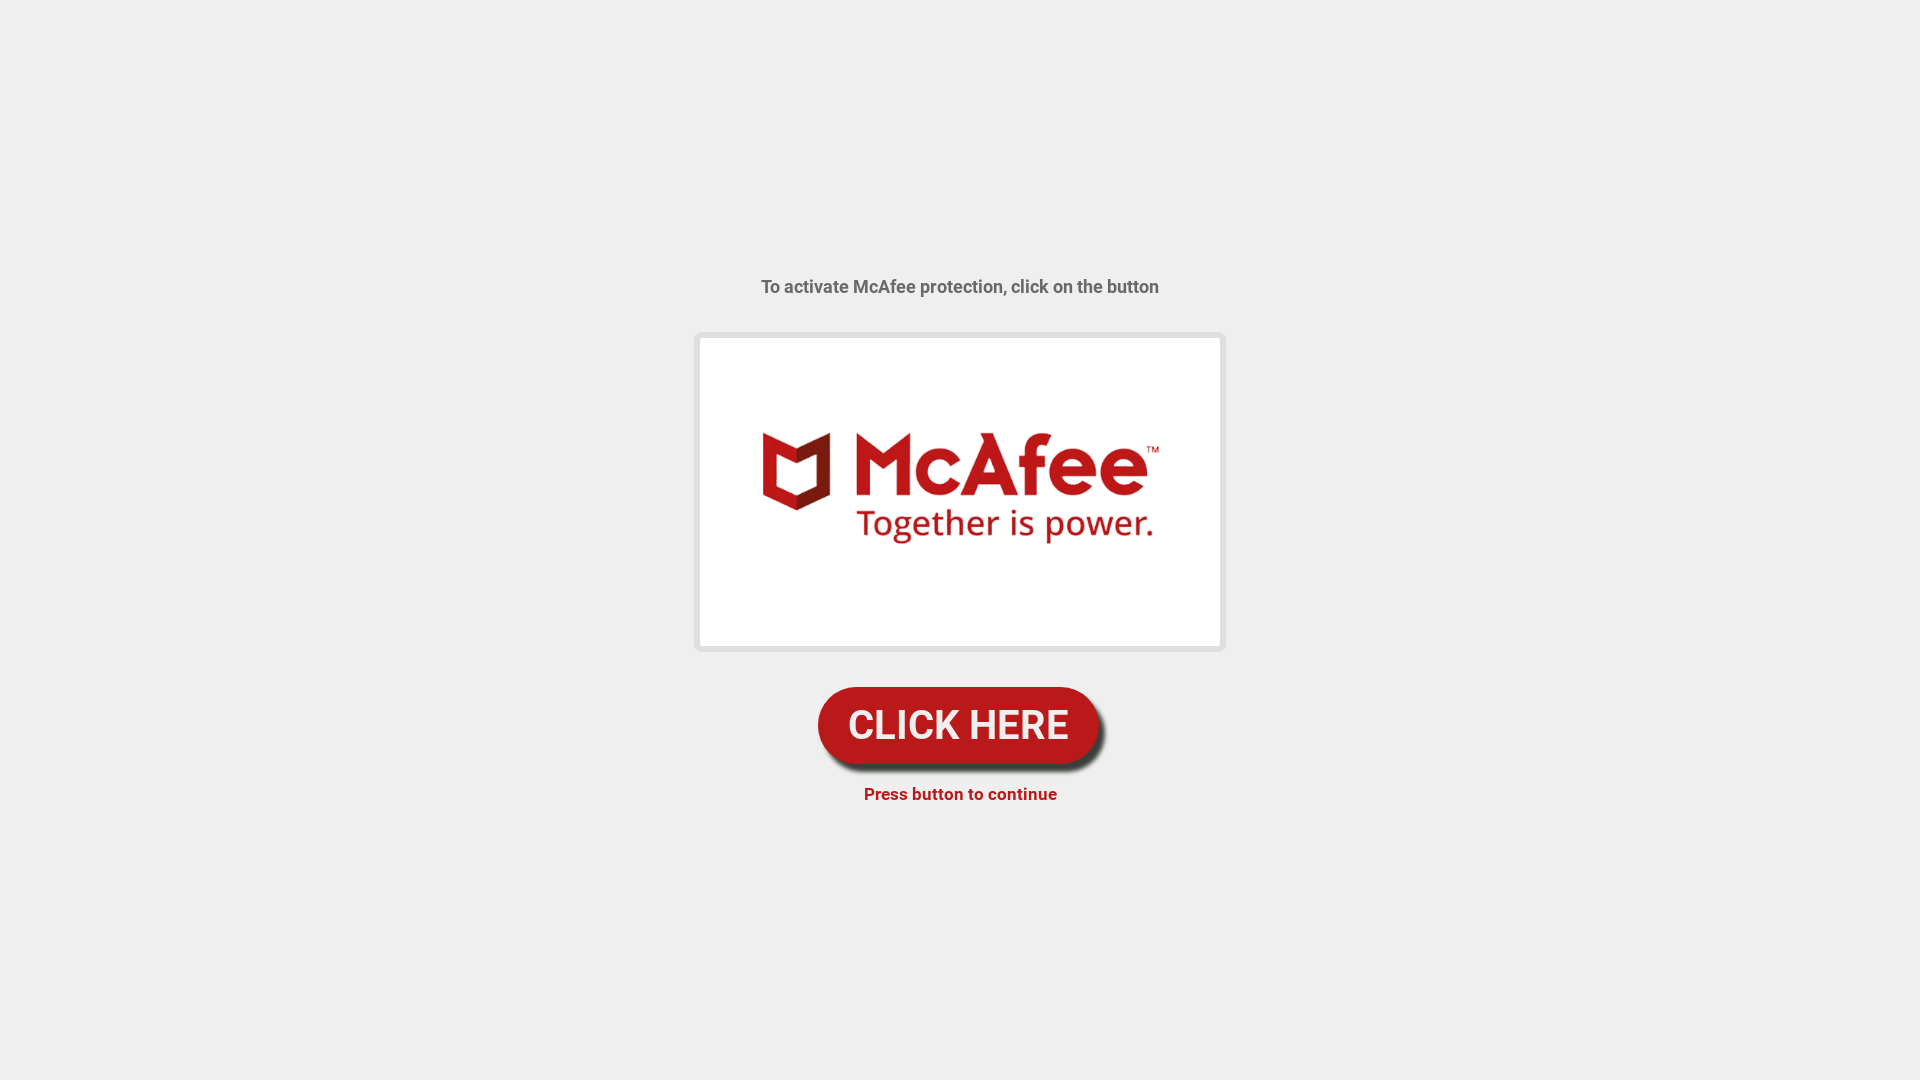 To activate McAfee protection, click on the button
McAfee™
Together is power.
CLICK HERE
Press button to continue